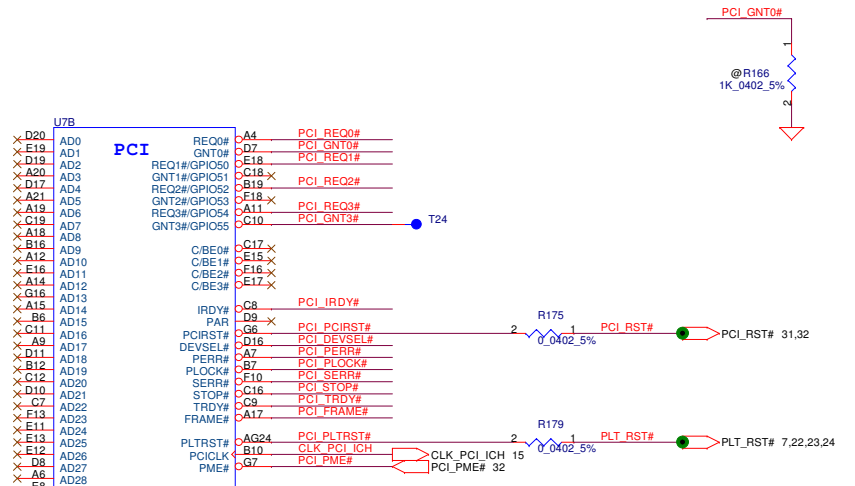 PCI_GNT0#
1
@R166
1K_0402_5%
2
U7B
PCI
D20 AD0 REQ0# A4 PCI_REQ0#
E19 AD1 GNT0# D7 PCI_GNT0#
D19 AD2 REQ1#/GPIO50 E18 PCI_REQ1#
A20 AD3 GNT1#/GPIO51 C18
D17 AD4 REQ2#/GPIO52 B19 PCI_REQ2#
A21 AD5 GNT2#/GPIO53 F18
A19 AD6 REQ3#/GPIO54 A11 PCI_REQ3#
C19 AD7 GNT3#/GPIO55 C10 PCI_GNT3# T24
A18 AD8
B16 AD9 C/BE0# C17
A12 AD10 C/BE1# E15
E16 AD11 C/BE2# F16
A14 AD12 C/BE3# E17
G16 AD13
A15 AD14 IRDY# C8 PCI_IRDY#
B6 AD15 PAR D9
C11 AD16 PCIRST# G6 PCI_PCIRST# 2 R175 1 PCI_RST# PCI_RST# 31,32
0_0402_5%
A9 AD17 DEVSEL# D16 PCI_DEVSEL#
D11 AD18 PERR# A7 PCI_PERR#
B12 AD19 PLOCK# B7 PCI_PLOCK#
C12 AD20 SERR# F10 PCI_SERR#
D10 AD21 STOP# C16 PCI_STOP#
C7 AD22 TRDY# C9 PCI_TRDY#
F13 AD23 FRAME# A17 PCI_FRAME#
E11 AD24
E13 AD25 PLTRST# AG24 PCI_PLTRST# 2 R179 1 PLT_RST# PLT_RST# 7,22,23,24
0_0402_5%
E12 AD26 PCICLK B10 CLK_PCI_ICH CLK_PCI_ICH 15
D8 AD27 PME# G7 PCI_PME# PCI_PME# 32
A6 AD28